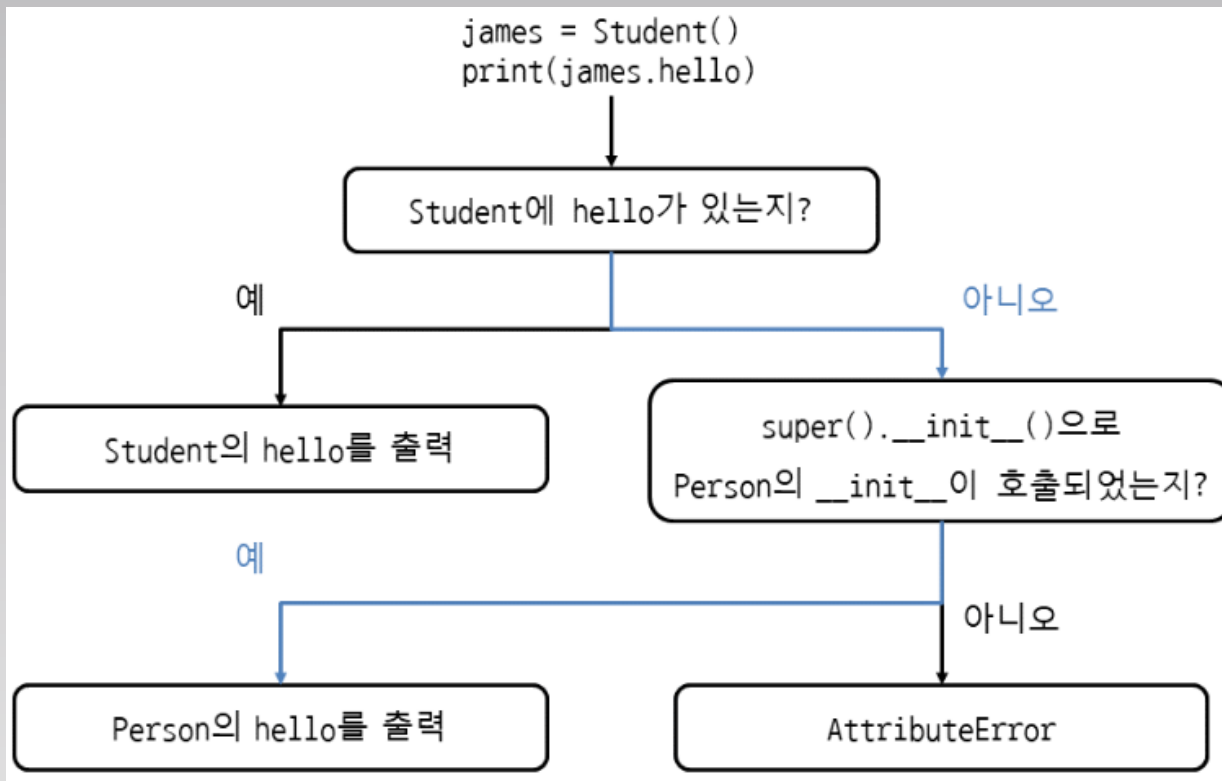 james = Student()
print(james.hello)
Student에 hello가 있는지?
예
아니오
Student의 hello를 출력
super().__init__()으로
Person의 __init__이 호출되었는지?
예
아니오
Person의 hello를 출력
AttributeError